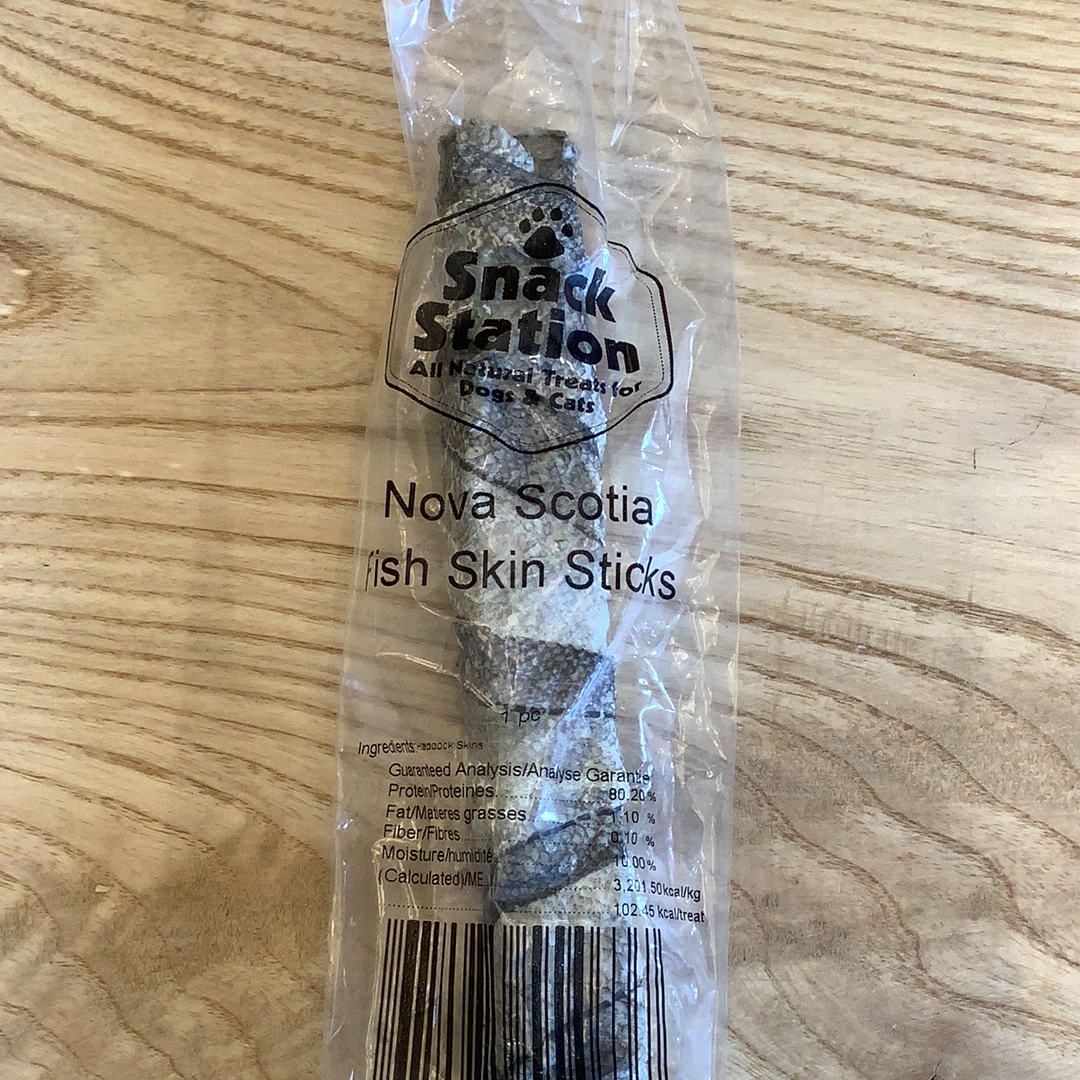 Snack
Station
All Natural Treats for
Dogs & Cats
Nova Scotia
Fish Skin Sticks
1 pc
Ingredients: Haddock Skins
Guaranteed Analysis/Analyse Garantie
Protein/Proteines 80.20%
Fat/Matieres grasses 1.10 %
Fiber/Fibres 0.10 %
Moisture/humidité 10.00%
(Calculated)/ME 3,201.50kcal/kg
102.45 kcal/treat